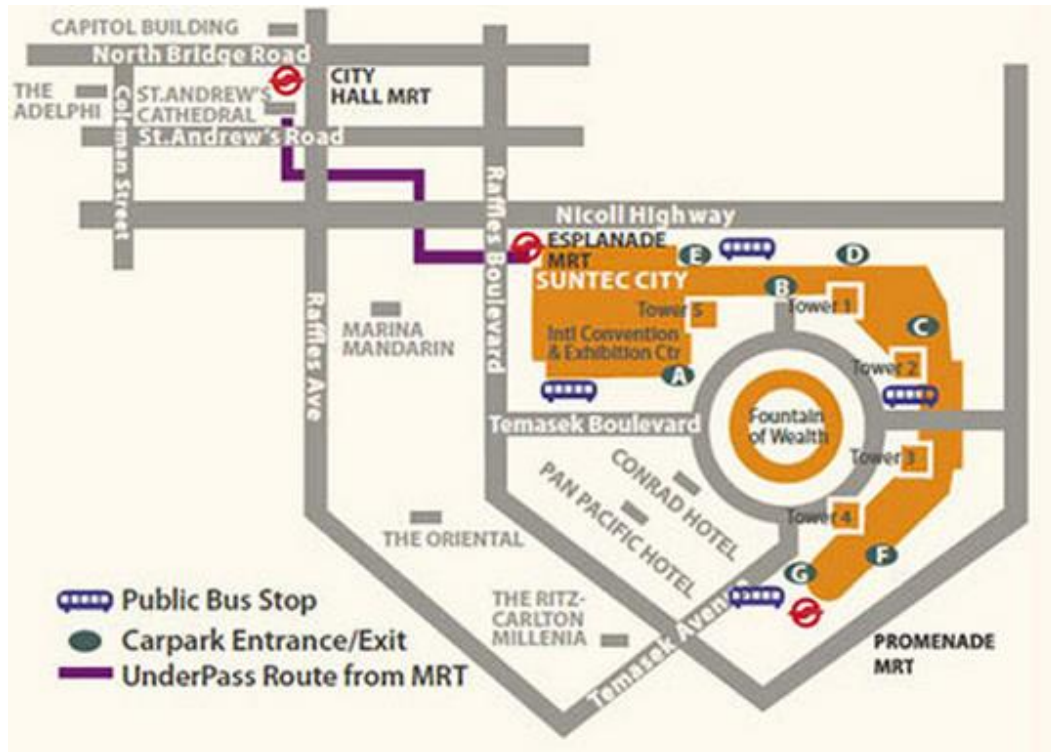 CAPITOL BUILDING
North Bridge Road
THE
ADELPHI
Coleman Street
ST.ANDREW'S
CATHEDRAL
CITY
HALL MRT
St.Andrew's Road
Raffles Boulevard
Nicoll Highway
ESPLANADE
MRT
SUNTEC CITY
E
D
B
Tower 1
Tower 5
C
Raffles Ave
MARINA
MANDARIN
Intl Convention
& Exhibition Ctr
A
Tower 2
Temasek Boulevard
Fountain
of Wealth
Tower 3
CONRAD HOTEL
PAN PACIFIC HOTEL
Tower 4
THE ORIENTAL
F
G
THE RITZ-
CARLTON
MILLENIA
Temasek Avenue
PROMENADE
MRT
Public Bus Stop
Carpark Entrance/Exit
UnderPass Route from MRT